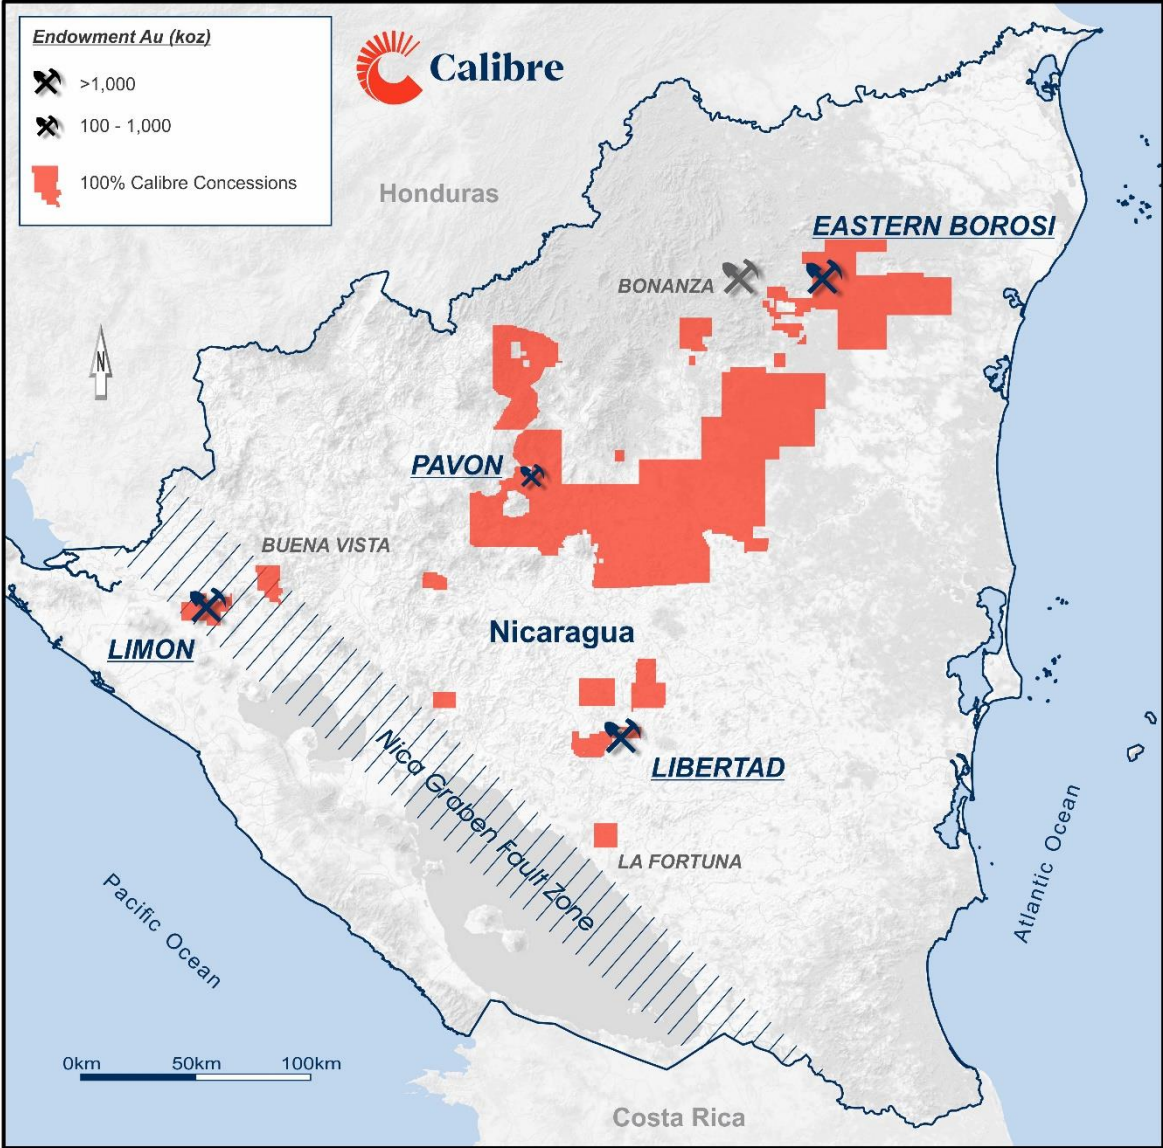 Endowment Au (koz)
>1,000
100 - 1,000
100% Calibre Concessions
Calibre
Honduras
EASTERN BOROSI
BONANZA
N
PAVON
BUENA VISTA
LIMON
Nicaragua
LIBERTAD
Nica Graben Fault Zone
LA FORTUNA
Pacific Ocean
Atlantic Ocean
0km 50km 100km
Costa Rica